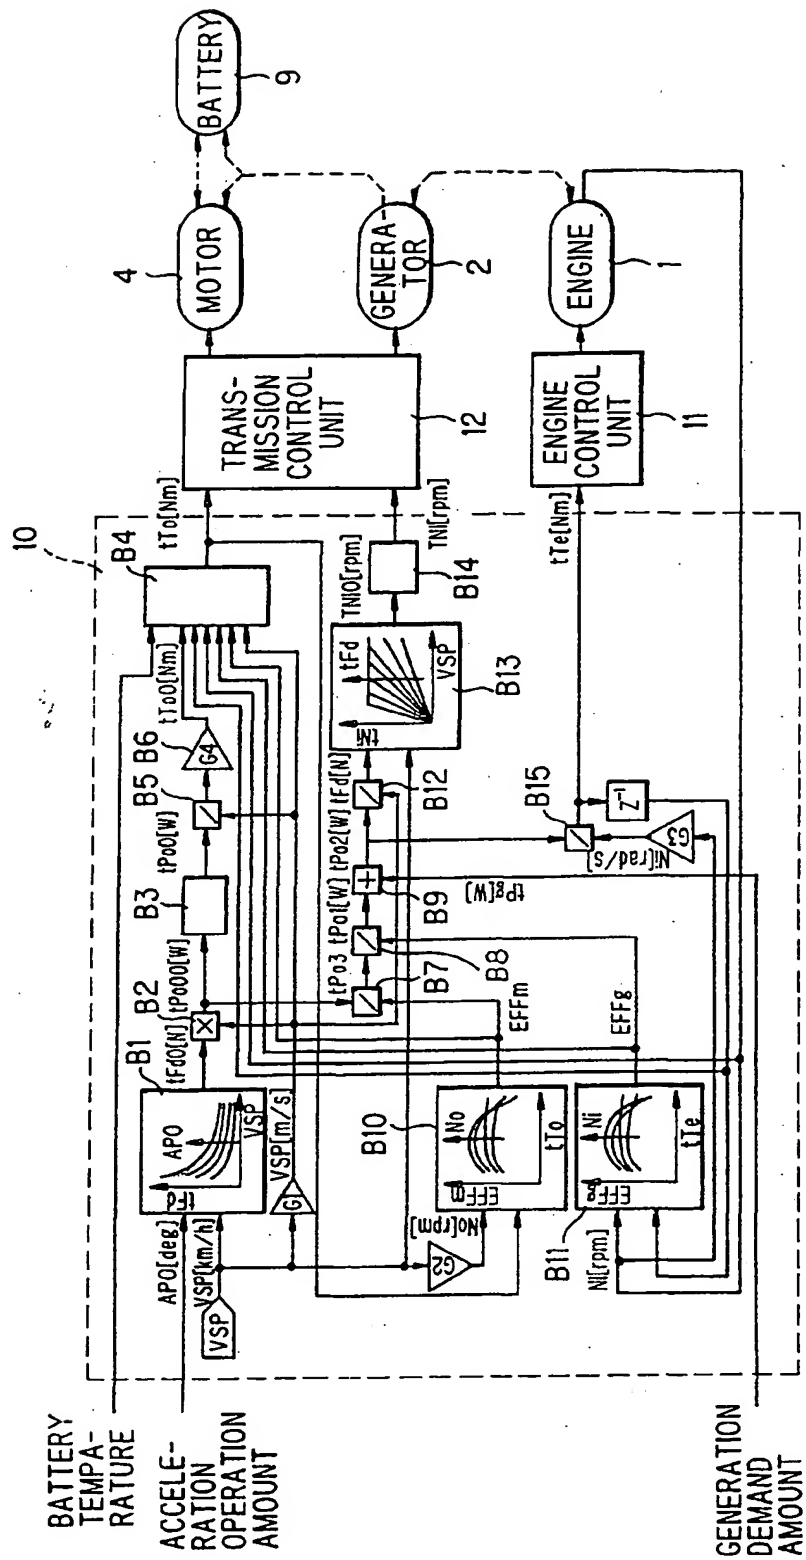 BATTERY
TEMPA-
RATURE
ACCELE-
RATION
OPERATION
AMOUNT
GENERATION
DEMAND
AMOUNT
10
APO[deg]
VSP[km/h]
VSP
B1
tFd
APO
VSP
G1
VSP[m/s]
tFd0[N]
B2
×
tPo00[W]
B3
tPo0[W]
B5
/
B6
G4
tTo0[Nm]
B4
tTo[Nm]
G2
No[rpm]
B10
EFFm
No
tTo
EFFm
B11
NI[rpm]
EFFg
Ni
tTe
EFFg
tPo3
B7
/
tPo1[W]
B8
/
B9
+
tPg[W]
tPo2[W]
B12
/
tFd[N]
B13
tNi
tFd
VSP
TNI0[rpm]
B14
TNI[rpm]
B15
/
Ni[rad/s]
G3
Z⁻¹
tTe[Nm]
TRANS-
MISSION
CONTROL
UNIT
12
ENGINE
CONTROL
UNIT
11
MOTOR
4
GENERA-
TOR
2
ENGINE
1
BATTERY
9